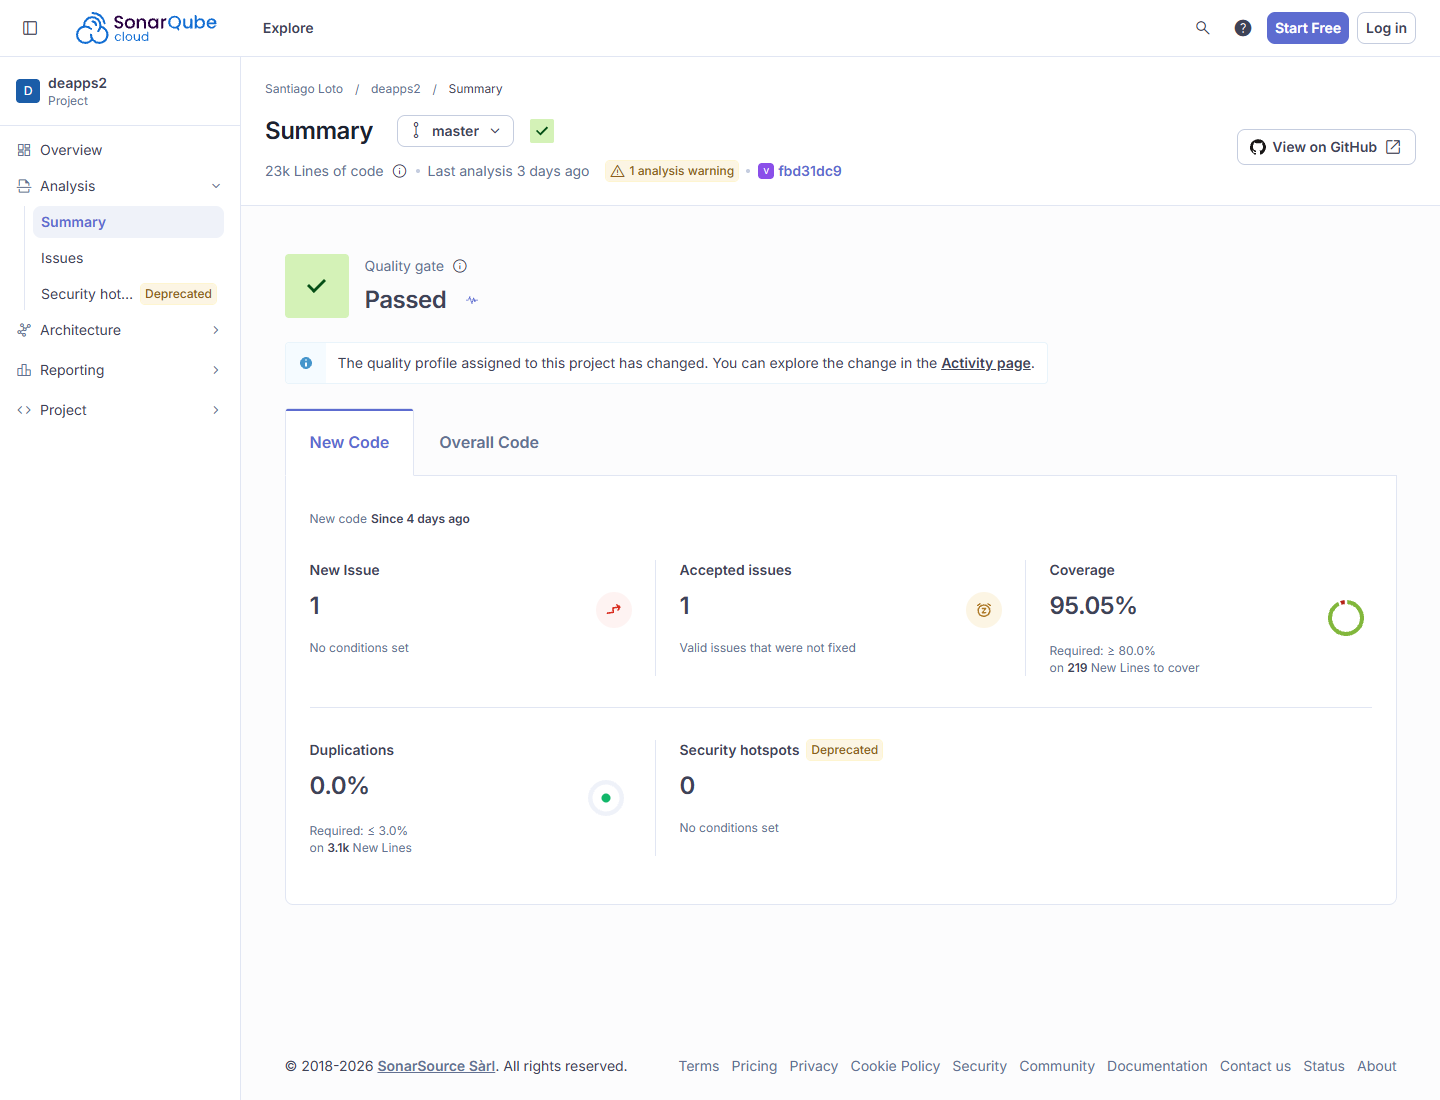 SonarQube cloud
Explore
Start Free
Log in
D
deapps2
Project
Overview
Analysis
Summary
Issues
Security hot... Deprecated
Architecture
Reporting
Project
Santiago Loto / deapps2 / Summary
Summary
master
23k Lines of code • Last analysis 3 days ago
1 analysis warning • V fbd31dc9
View on GitHub
Quality gate
Passed
The quality profile assigned to this project has changed. You can explore the change in the Activity page.
New Code
Overall Code
New code Since 4 days ago
New Issue
1
No conditions set
Accepted issues
1
Valid issues that were not fixed
Coverage
95.05%
Required: ≥ 80.0%
on 219 New Lines to cover
Duplications
0.0%
Required: ≤ 3.0%
on 3.1k New Lines
Security hotspots Deprecated
0
No conditions set
© 2018-2026 SonarSource Sàrl. All rights reserved.
Terms Pricing Privacy Cookie Policy Security Community Documentation Contact us Status About